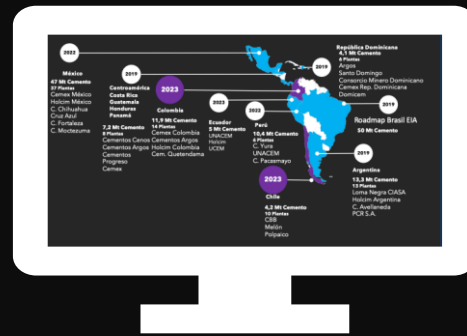 2022
México
47 Mt Cemento
37 Plantas
Cemex México
Holcim México
C. Chihuahua
Cruz Azul
C. Fortaleza
C. Moctezuma
2019
Centroamérica
Costa Rica
Guatemala
Honduras
Panamá
7,2 Mt Cemento
8 Plantas
Cementos Canos
Cementos Argos
Cementos
Progreso
Cemex
2023
Colombia
11,9 Mt Cemento
14 Plantas
Cemex Colombia
Cementos Argos
Holcim Colombia
Cem. Quetendama
2023
Ecuador
5 Mt Cemento
UNACEM
Holcim
UCEM
2022
Perú
10,4 Mt Cemento
6 Plantas
C. Yura
UNACEM
C. Pacasmayo
2023
Chile
4,2 Mt Cemento
10 Plantas
CBB
Melón
Polpaico
2019
República Dominicana
4,1 Mt Cemento
6 Plantas
Argos
Santo Domingo
Consorcio Minero Dominicano
Cemex Rep. Dominicana
Domicem
2019
Roadmap Brasil EIA
50 Mt Cemento
2019
Argentina
13,3 Mt Cemento
13 Plantas
Loma Negra CIASA
Holcim Argentina
C. Avellaneda
PCR S.A.